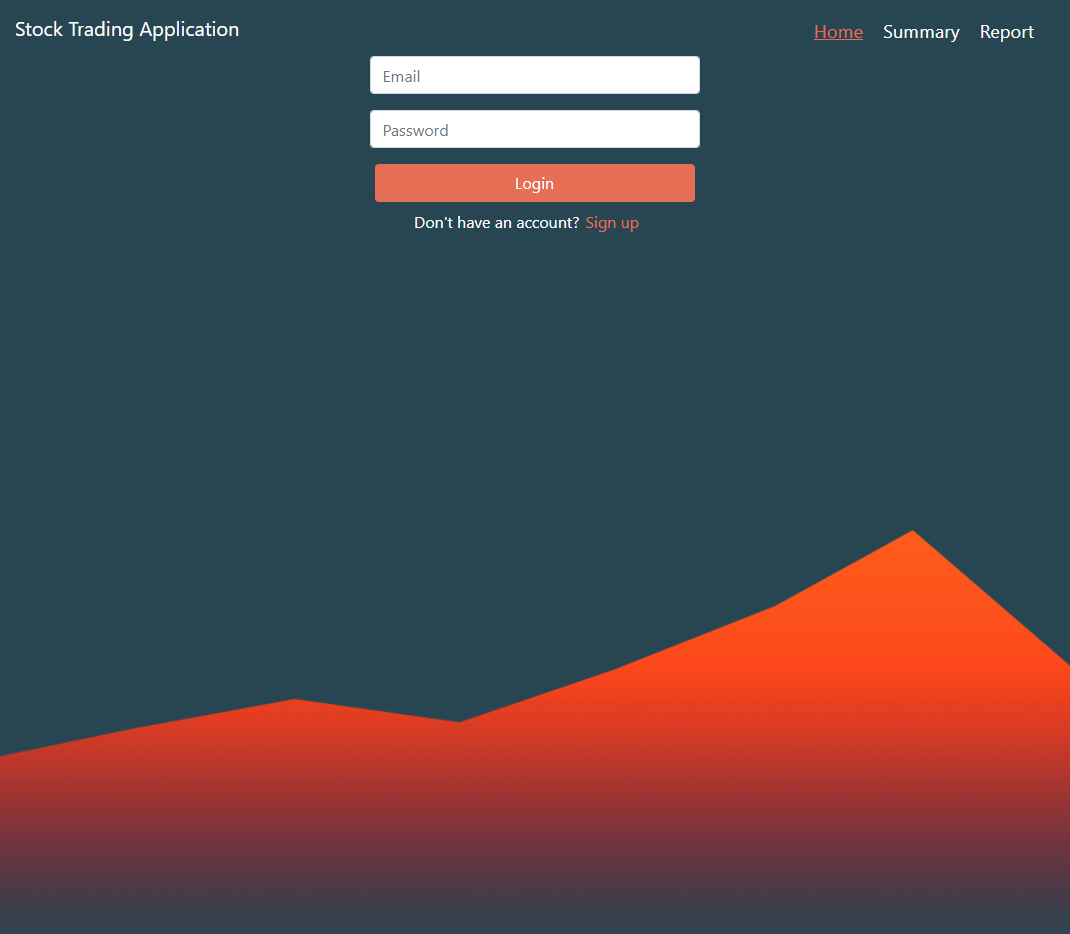 Stock Trading Application
Home Summary Report
Email
Password
Login
Don't have an account? Sign up